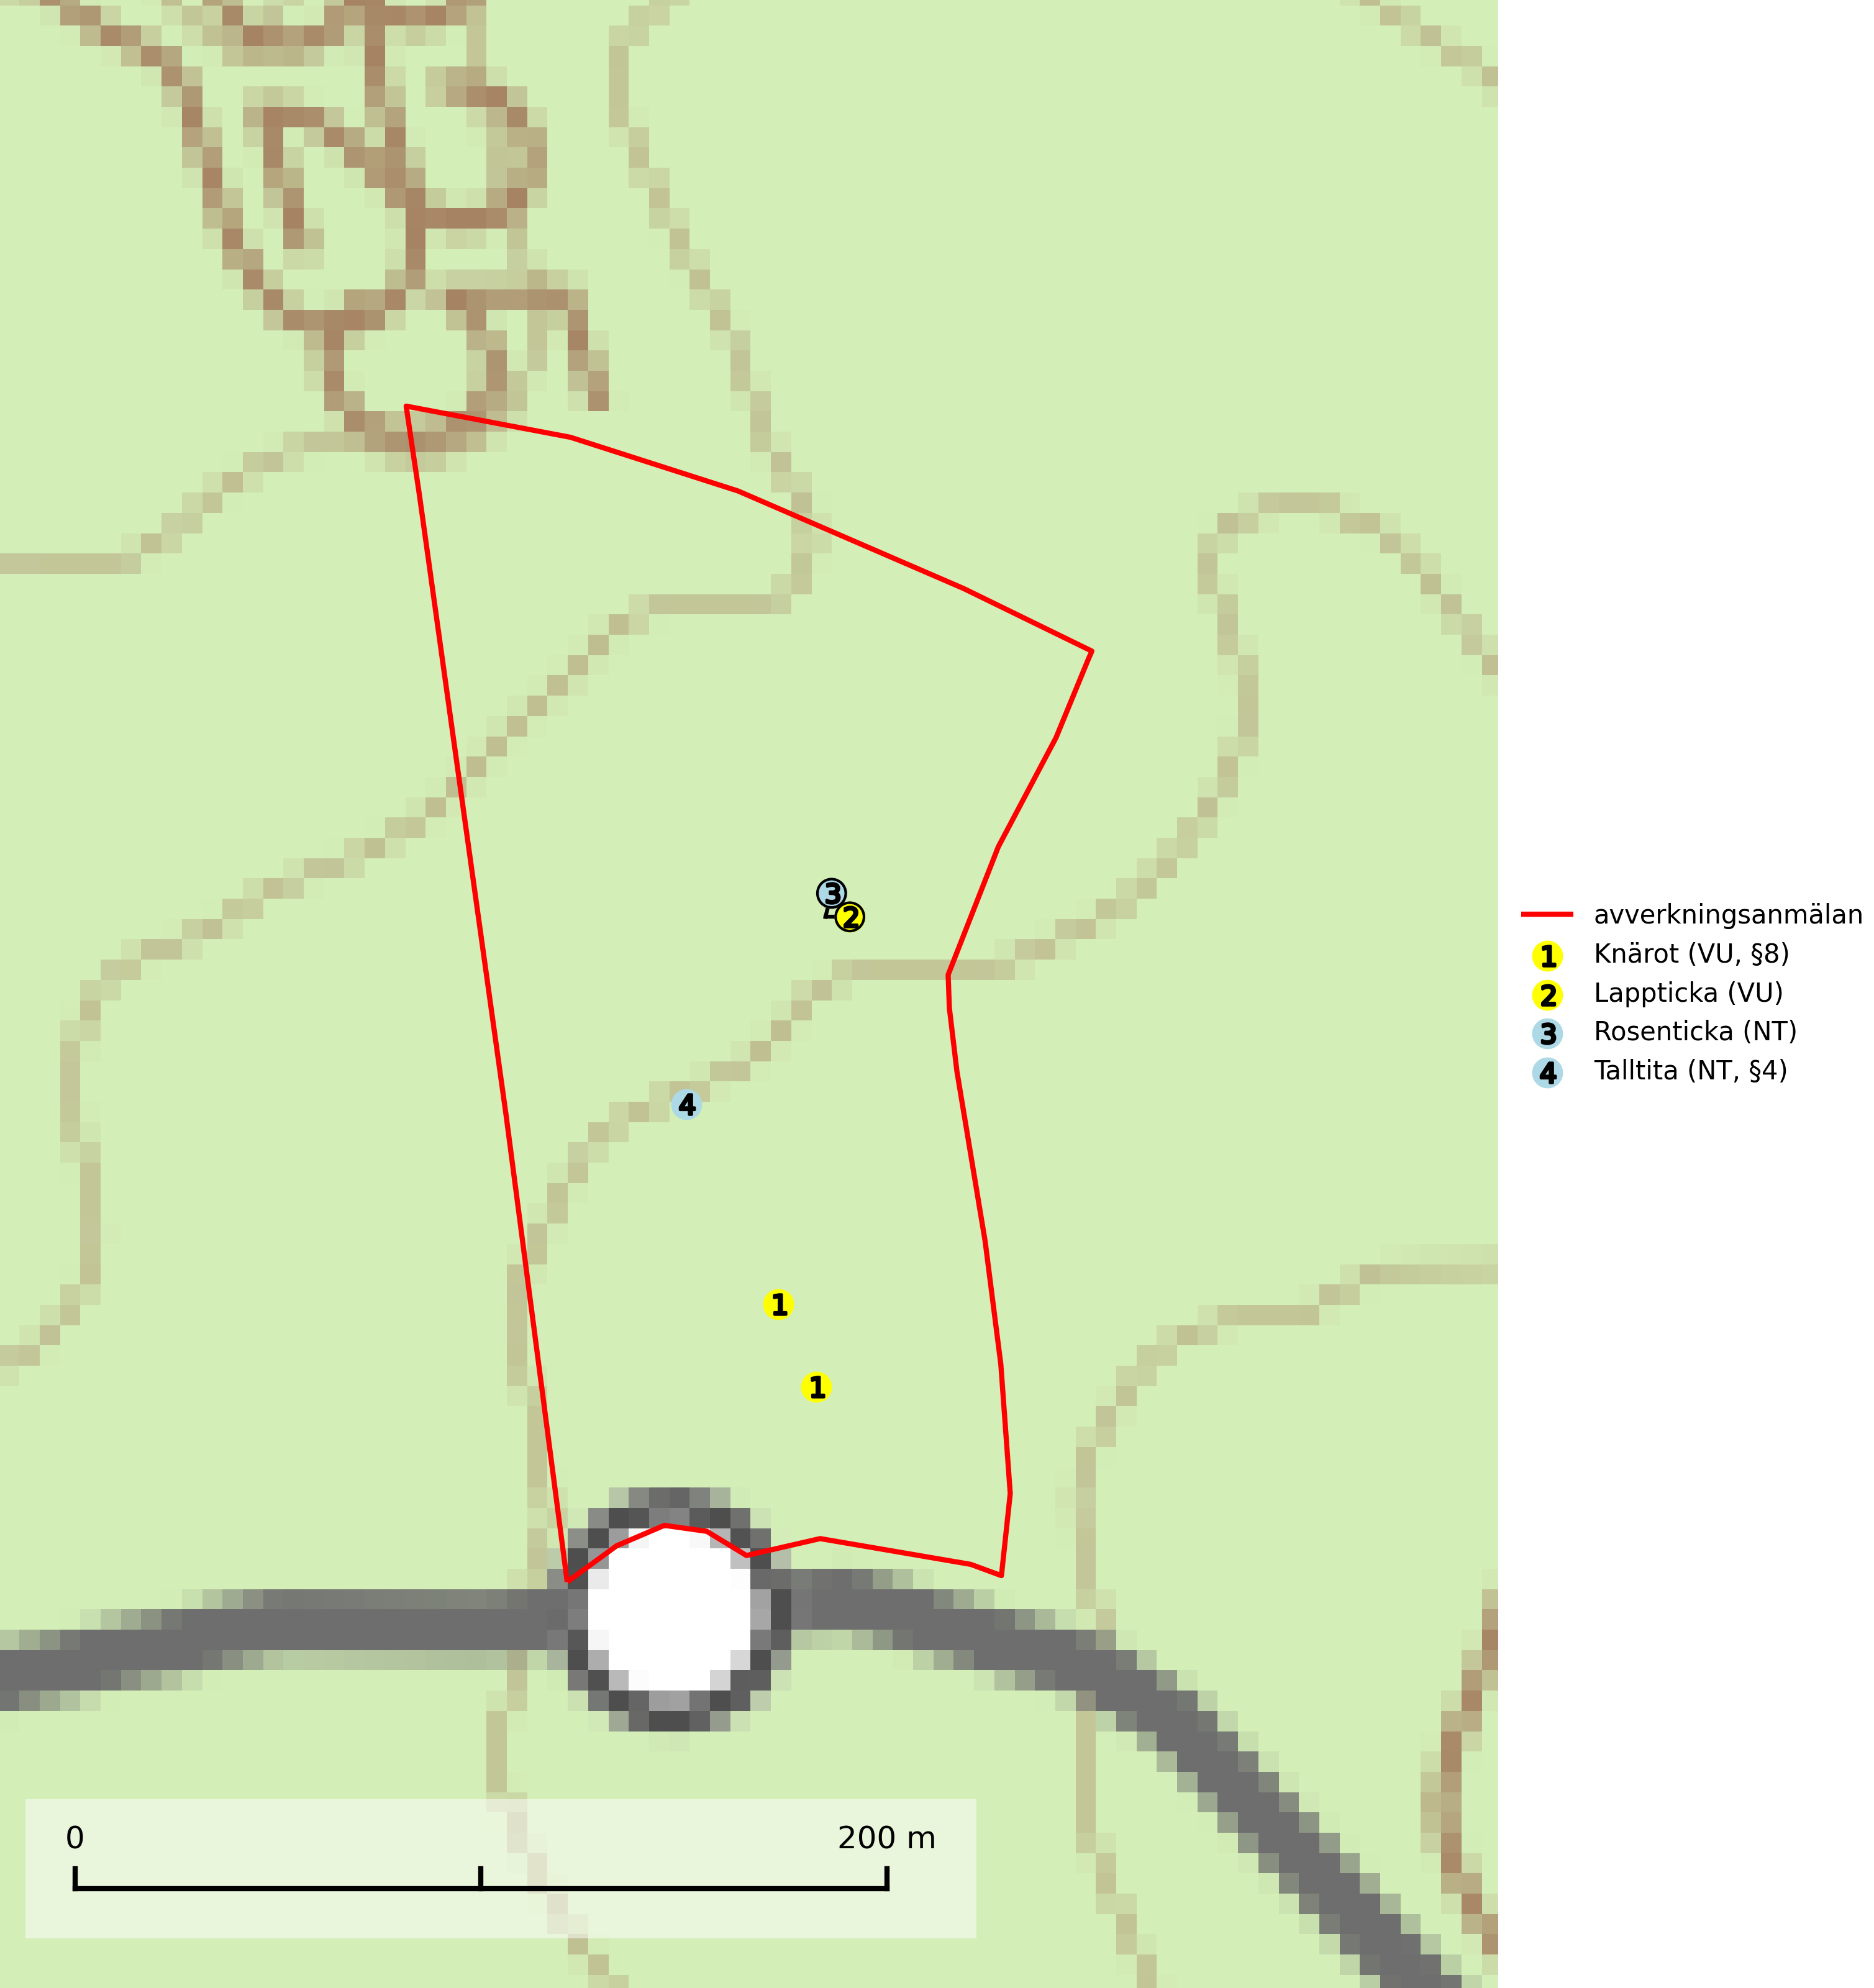 3
2
4
1
1
0 200 m
avverkningsanmälan
1 Knärot (VU, §8)
2 Lappticka (VU)
3 Rosenticka (NT)
4 Talltita (NT, §4)